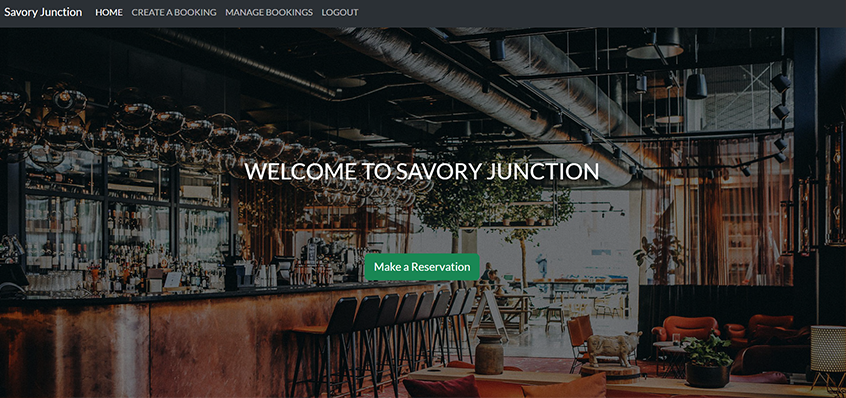 Savory Junction HOME CREATE A BOOKING MANAGE BOOKINGS LOGOUT
WELCOME TO SAVORY JUNCTION
Make a Reservation